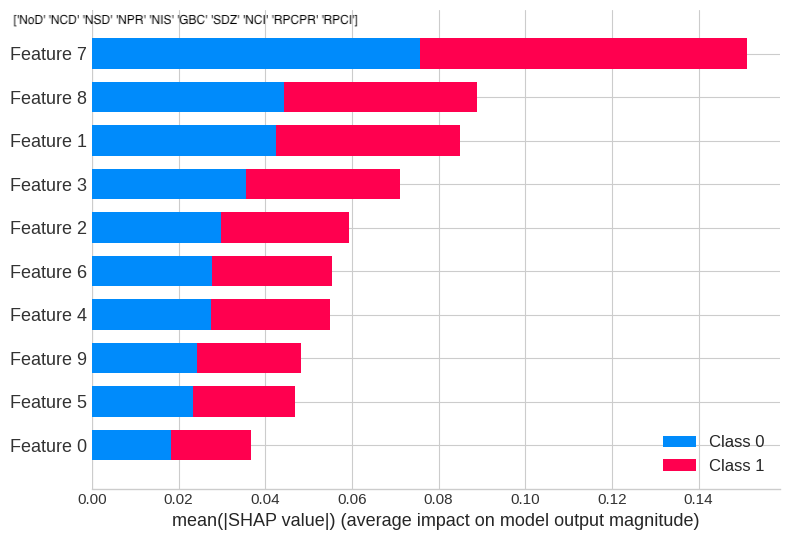 ['NoD' 'NCD' 'NSD' 'NPR' 'NIS' 'GBC' 'SDZ' 'NCI' 'RPCPR' 'RPCI']
Feature 7
Feature 8
Feature 1
Feature 3
Feature 2
Feature 6
Feature 4
Feature 9
Feature 5
Feature 0
Class 0
Class 1
0.00 0.02 0.04 0.06 0.08 0.10 0.12 0.14
mean(|SHAP value|) (average impact on model output magnitude)